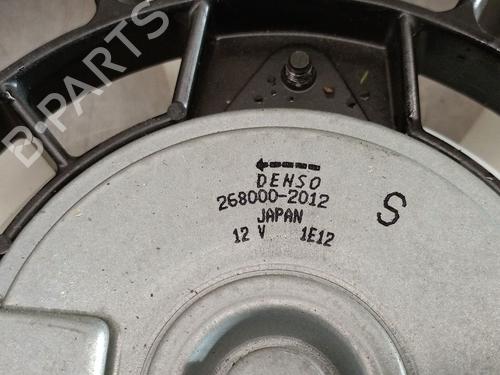 B-PARTS
DENSO
268000-2012
JAPAN
12 V 1E12
S